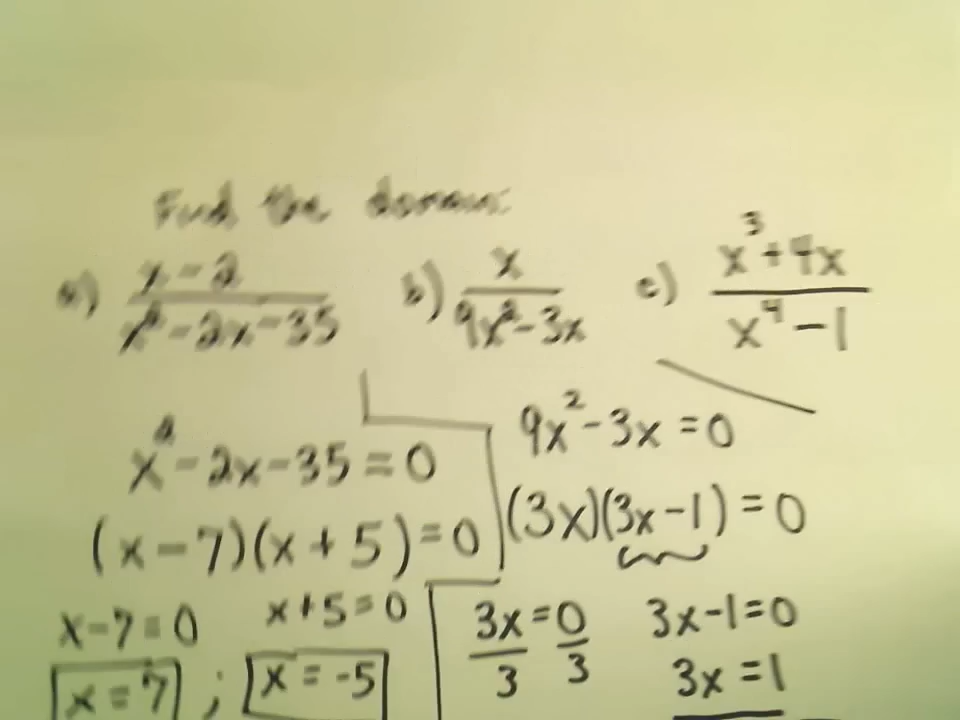 Find the domain:
a) x-2 / x²-2x-35 b) x / 9x²-3x c) x³+4x / x⁴-1
x²-2x-35=0
(x-7)(x+5)=0
x-7=0 x+5=0
x=7 ; x=-5
9x²-3x=0
(3x)(3x-1)=0
3x=0 3x-1=0
3 3 3x=1